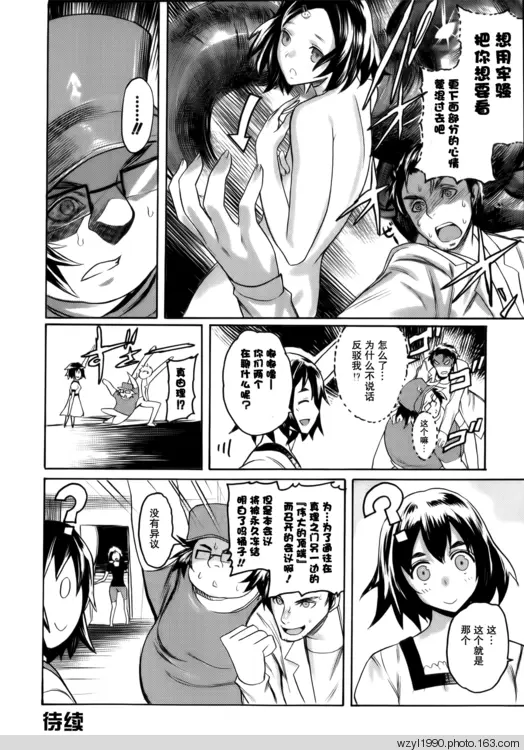 想用牢骚
把你想要看
更下面部分的心情
蒙混过去吧
怎么了…
为什么不说话
反驳我!?
这个嘛…
嘟嘟噜—
你们两个
在聊什么呢?
真由理!?
为…为了通往在
真理之门另一边的
『伟大的顶端』
而召开的会议啊!!
但是本会议
将被永久冻结
明白了吗桶子!!
没有异议
这…
这个就是
那个
待续
wzyl1990.photo.163.com